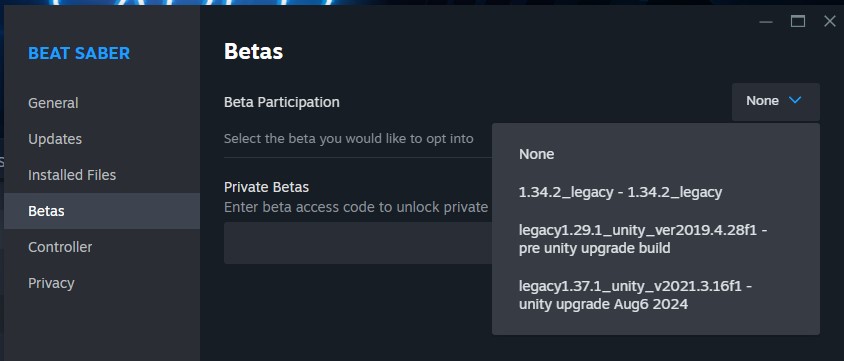 BEAT SABER
General
Updates
Installed Files
Betas
Controller
Privacy
Betas
Beta Participation
None
Select the beta you would like to opt into
None
1.34.2_legacy - 1.34.2_legacy
legacy1.29.1_unity_ver2019.4.28f1 -
pre unity upgrade build
legacy1.37.1_unity_v2021.3.16f1 -
unity upgrade Aug6 2024
Private Betas
Enter beta access code to unlock private